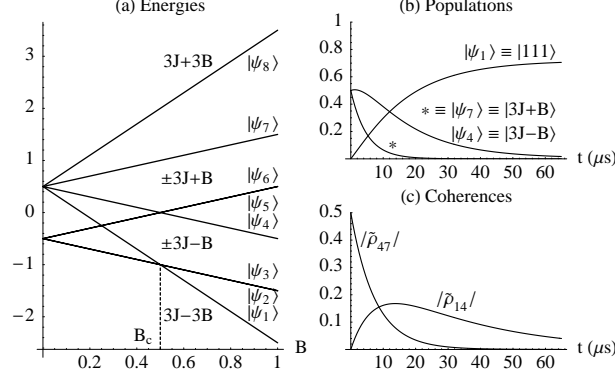 (a) Energies
3
2
1
0
−1
−2
3J+3B
|ψ8⟩
|ψ7⟩
±3J+B
|ψ6⟩
|ψ5⟩
|ψ4⟩
±3J−B
|ψ3⟩
|ψ2⟩
|ψ1⟩
3J−3B
Bc
0.2 0.4 0.6 0.8 1
B
(b) Populations
1
0.8
0.6
0.4
0.2
|ψ1⟩ ≡ |111⟩
* ≡ |ψ7⟩ ≡ |3J+B⟩
|ψ4⟩ ≡ |3J−B⟩
*
10 20 30 40 50 60
t (μs)
(c) Coherences
0.5
0.4
0.3
0.2
0.1
/ρ̃47/
/ρ̃14/
10 20 30 40 50 60
t (μs)